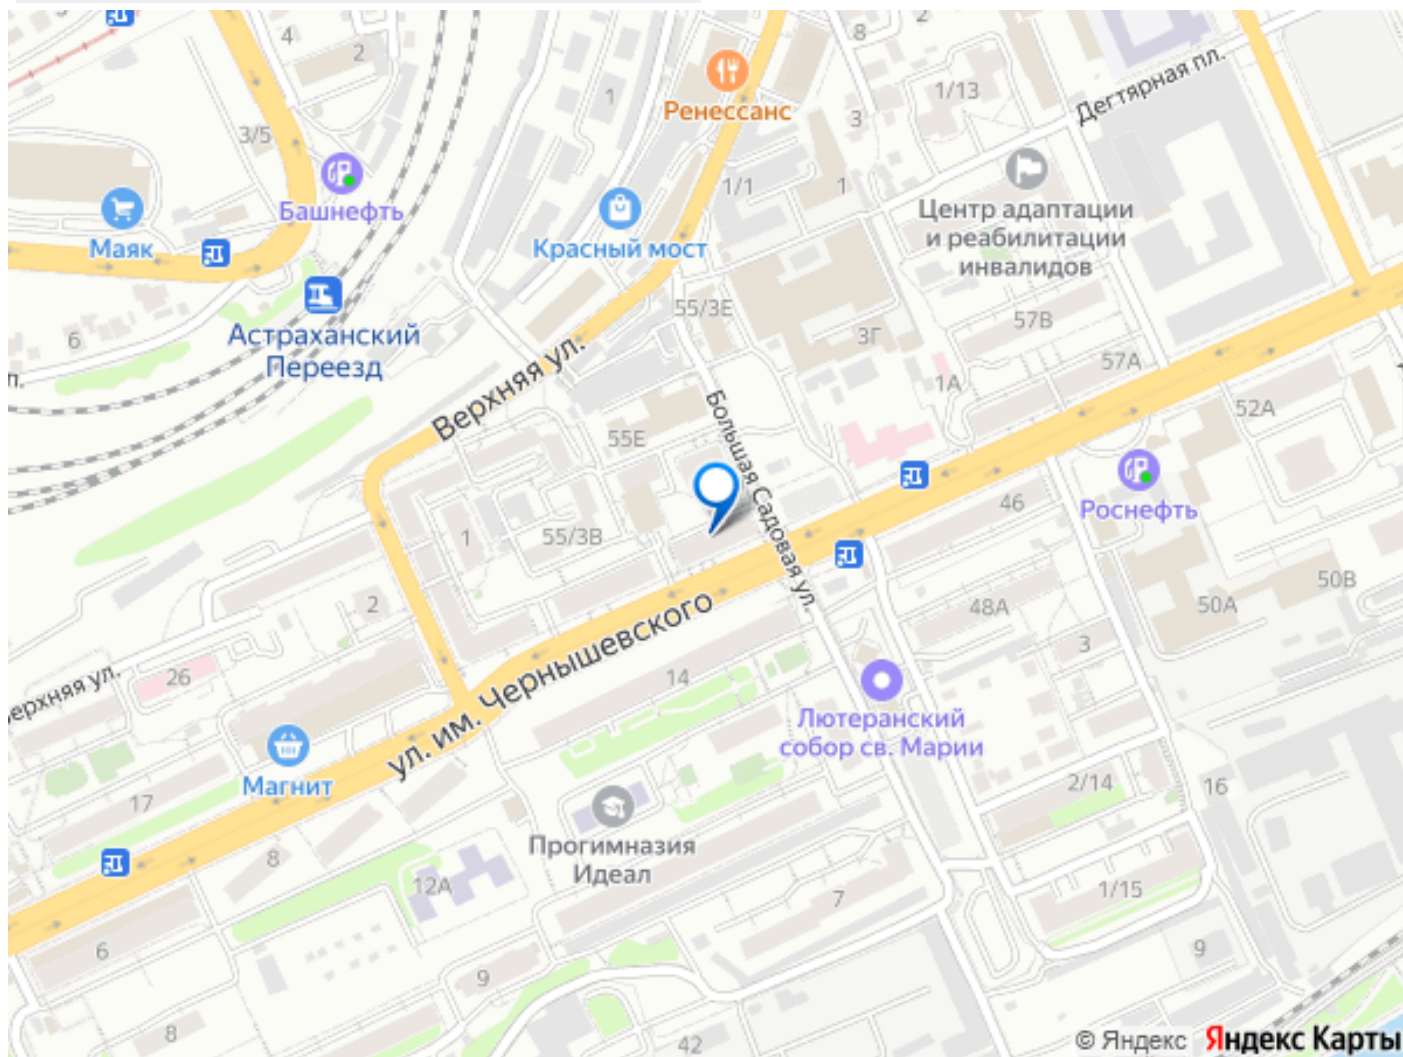 4
2
8
2
Дегтярная пл.
1
Ренессанс
3
1/13
3/5
1/1
1
Башнефть
Маяк
Красный мост
Центр адаптации
и реабилитации
инвалидов
55/3Е
57В
3Г
Астраханский
Переезд
6
Верхняя ул.
57А
1А
52А
Большая Садовая ул.
55Е
л.
46
Роснефть
1
55/3В
50В
50А
2
48А
3
ул. им. Чернышевского
14
26
ерхняя ул.
Лютеранский
собор св. Марии
Магнит
17
2/14
16
Прогимназия
Идеал
8
12А
7
1/15
6
9
9
8
42
© Яндекс Яндекс Карты